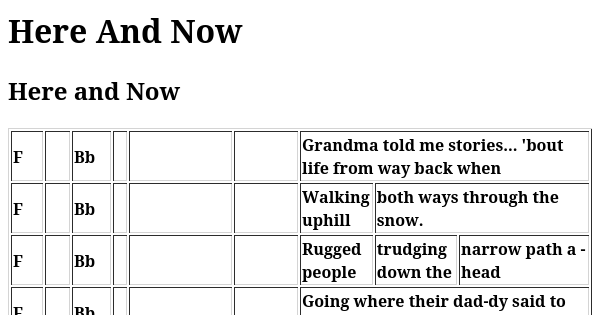 Here And Now
Here and Now
F Bb Grandma told me stories... 'bout
life from way back when
F Bb Walking both ways through the
uphill snow.
F Bb Rugged trudging narrow path a -
people down the head
F Bb Going where their dad-dy said to